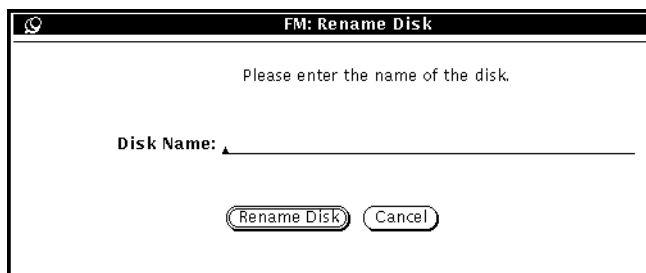 FM: Rename Disk
Please enter the name of the disk.
Disk Name:
Rename Disk Cancel